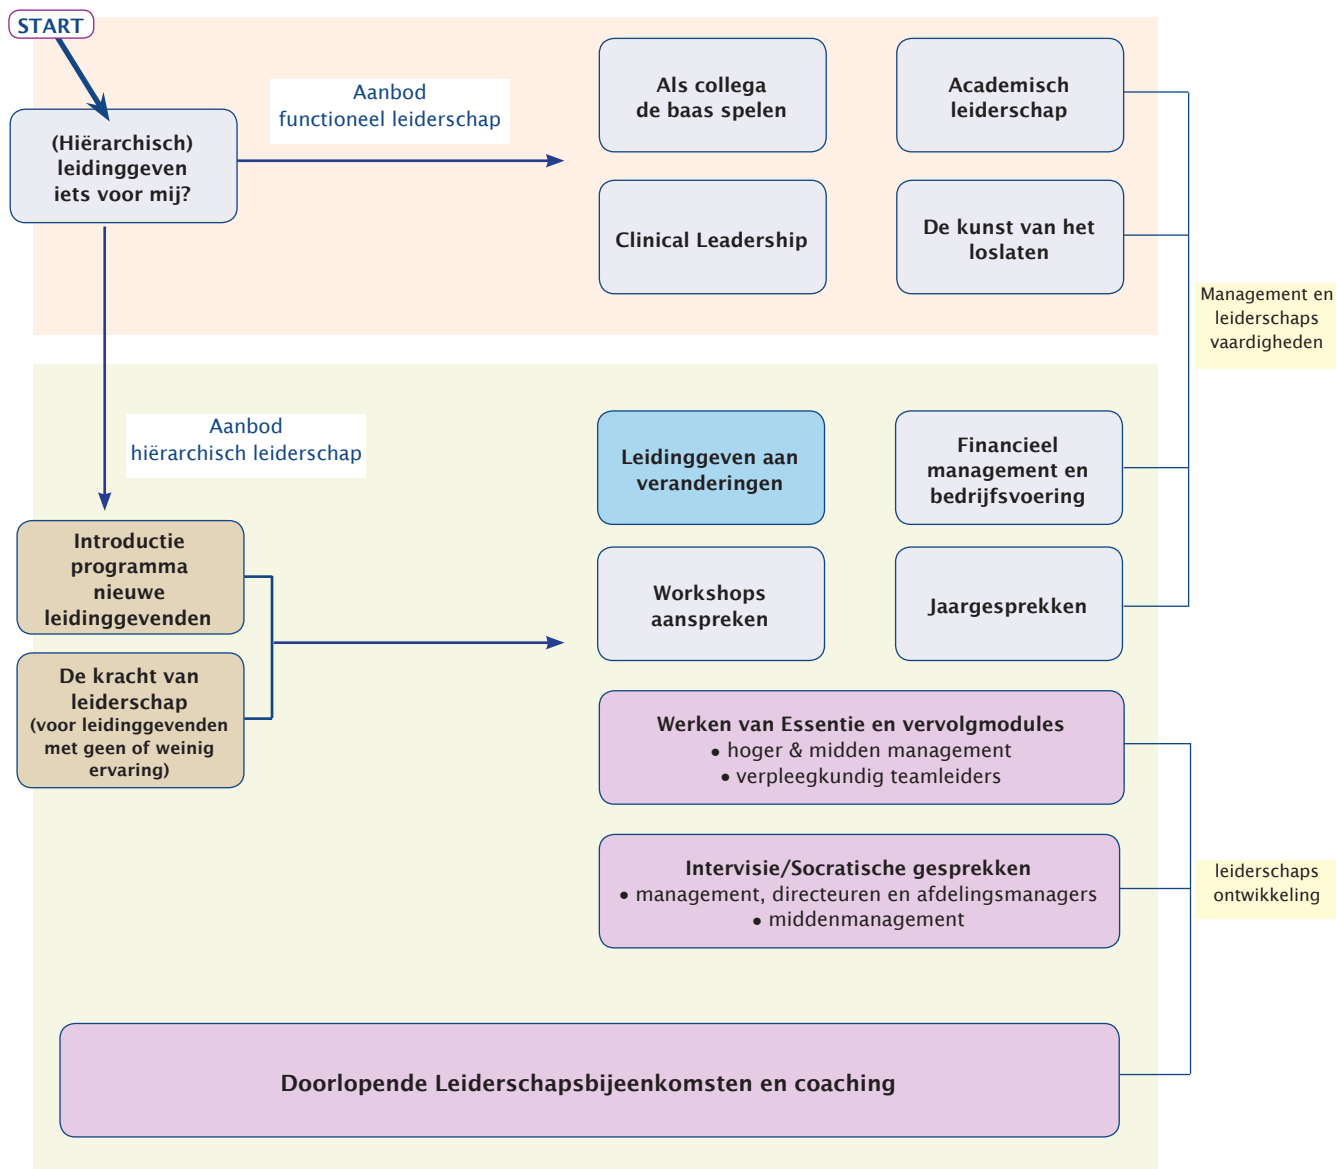 START
(Hiërarchisch)
leidinggeven
iets voor mij?
Aanbod
functioneel leiderschap
Als collega
de baas spelen
Academisch
leiderschap
Clinical Leadership
De kunst van het
loslaten
Management en
leiderschaps
vaardigheden
Aanbod
hiërarchisch leiderschap
Leidinggeven aan
veranderingen
Financieel
management en
bedrijfsvoering
Introductie
programma
nieuwe
leidinggevenden
Workshops
aanspreken
Jaargesprekken
De kracht van
leiderschap
(voor leidinggevenden
met geen of weinig
ervaring)
Werken van Essentie en vervolgmodules
• hoger & midden management
• verpleegkundig teamleiders
Intervisie/Socratische gesprekken
• management, directeuren en afdelingsmanagers
• middenmanagement
leiderschaps
ontwikkeling
Doorlopende Leiderschapsbijeenkomsten en coaching